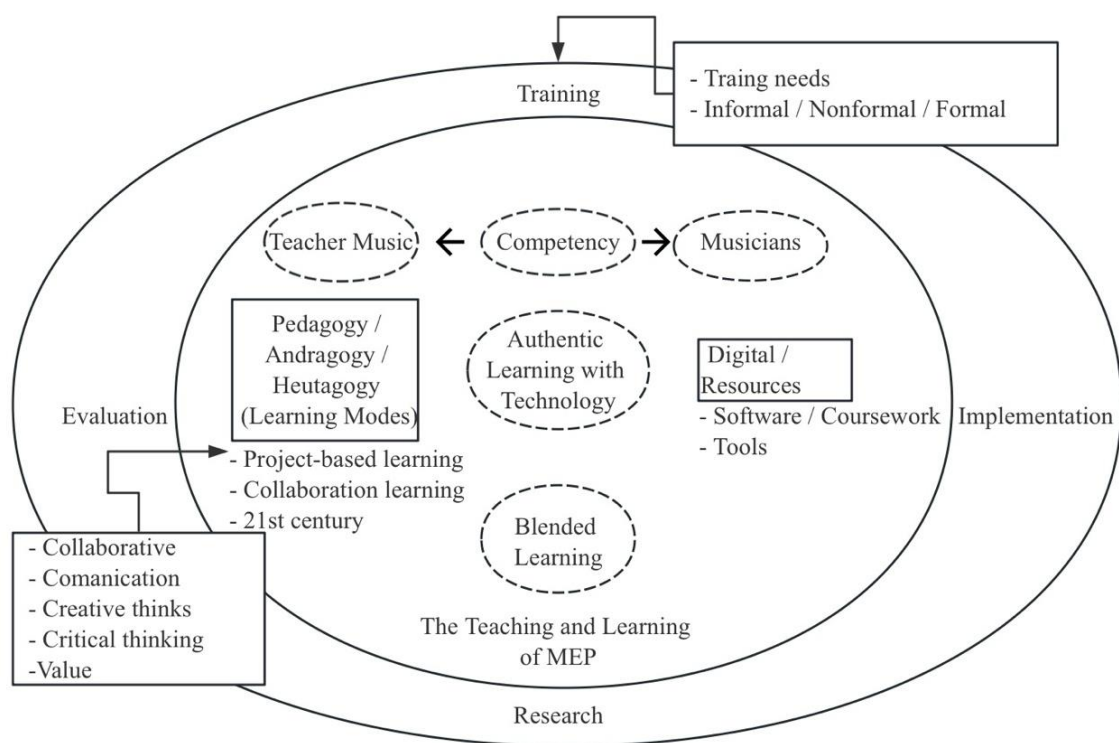 - Traing needs
- Informal / Nonformal / Formal
Training
Teacher Music
Competency
Musicians
Pedagogy /
Andragogy /
Heutagogy
(Learning Modes)
Authentic
Learning with
Technology
Digital /
Resources
Evaluation
- Software / Coursework
- Tools
Implementation
- Project-based learning
- Collaboration learning
- 21st century
Blended
Learning
- Collaborative
- Comanication
- Creative thinks
- Critical thinking
-Value
The Teaching and Learning
of MEP
Research